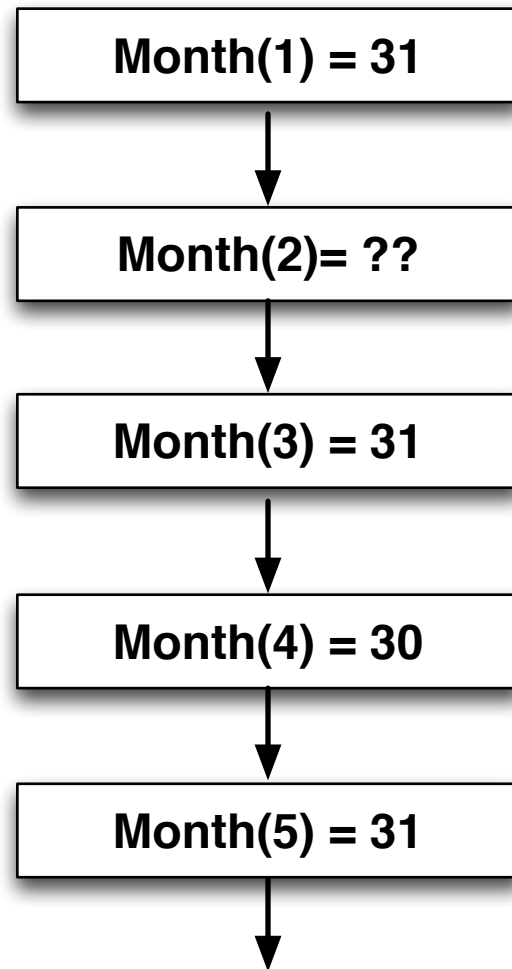 Month(1) = 31
Month(2)= ??
Month(3) = 31
Month(4) = 30
Month(5) = 31